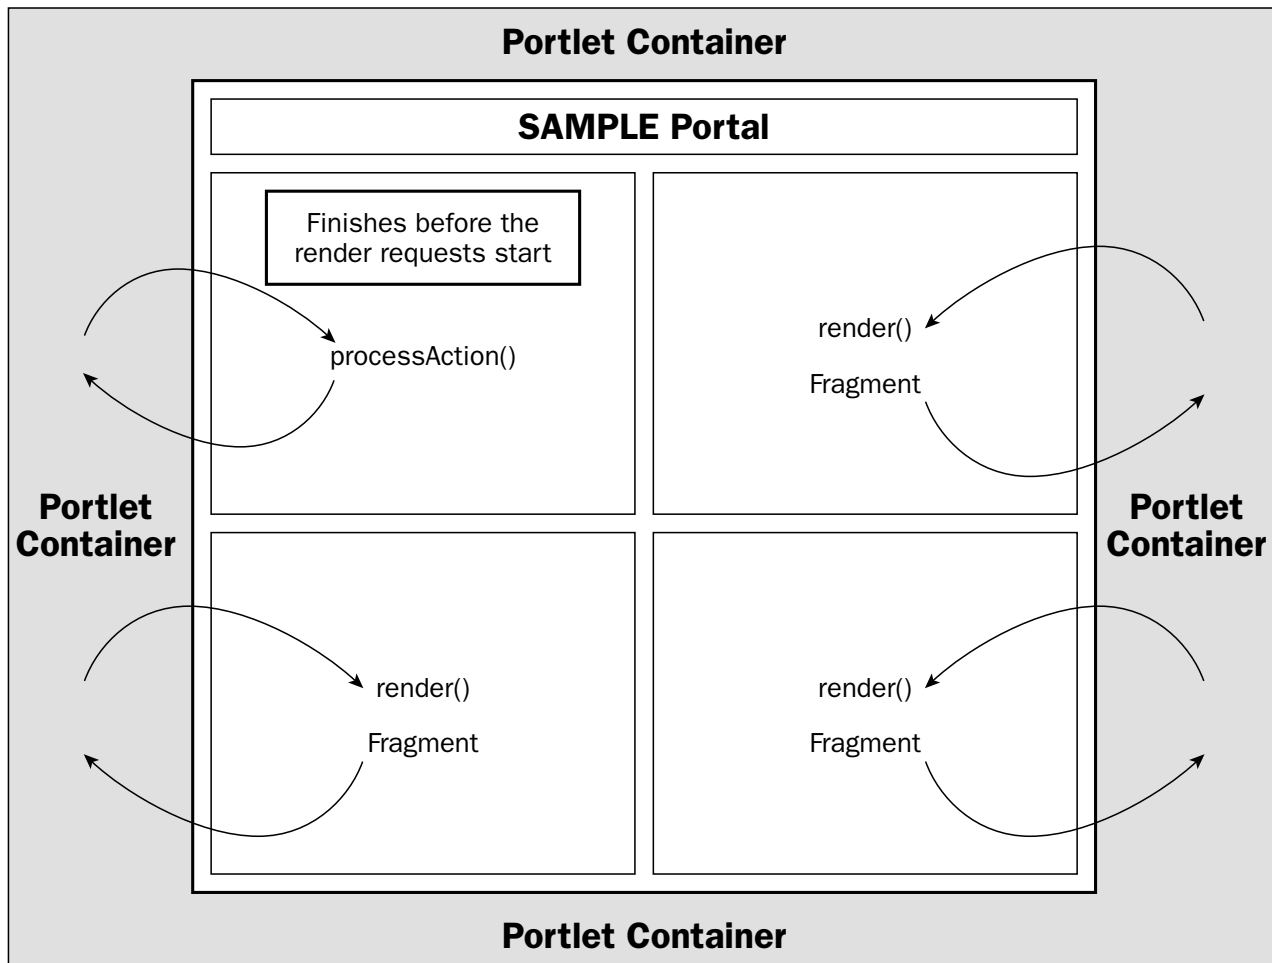 Portlet Container
SAMPLE Portal
Finishes before the
render requests start
processAction()
render()
Fragment
Portlet
Container
Portlet
Container
render()
Fragment
render()
Fragment
Portlet Container